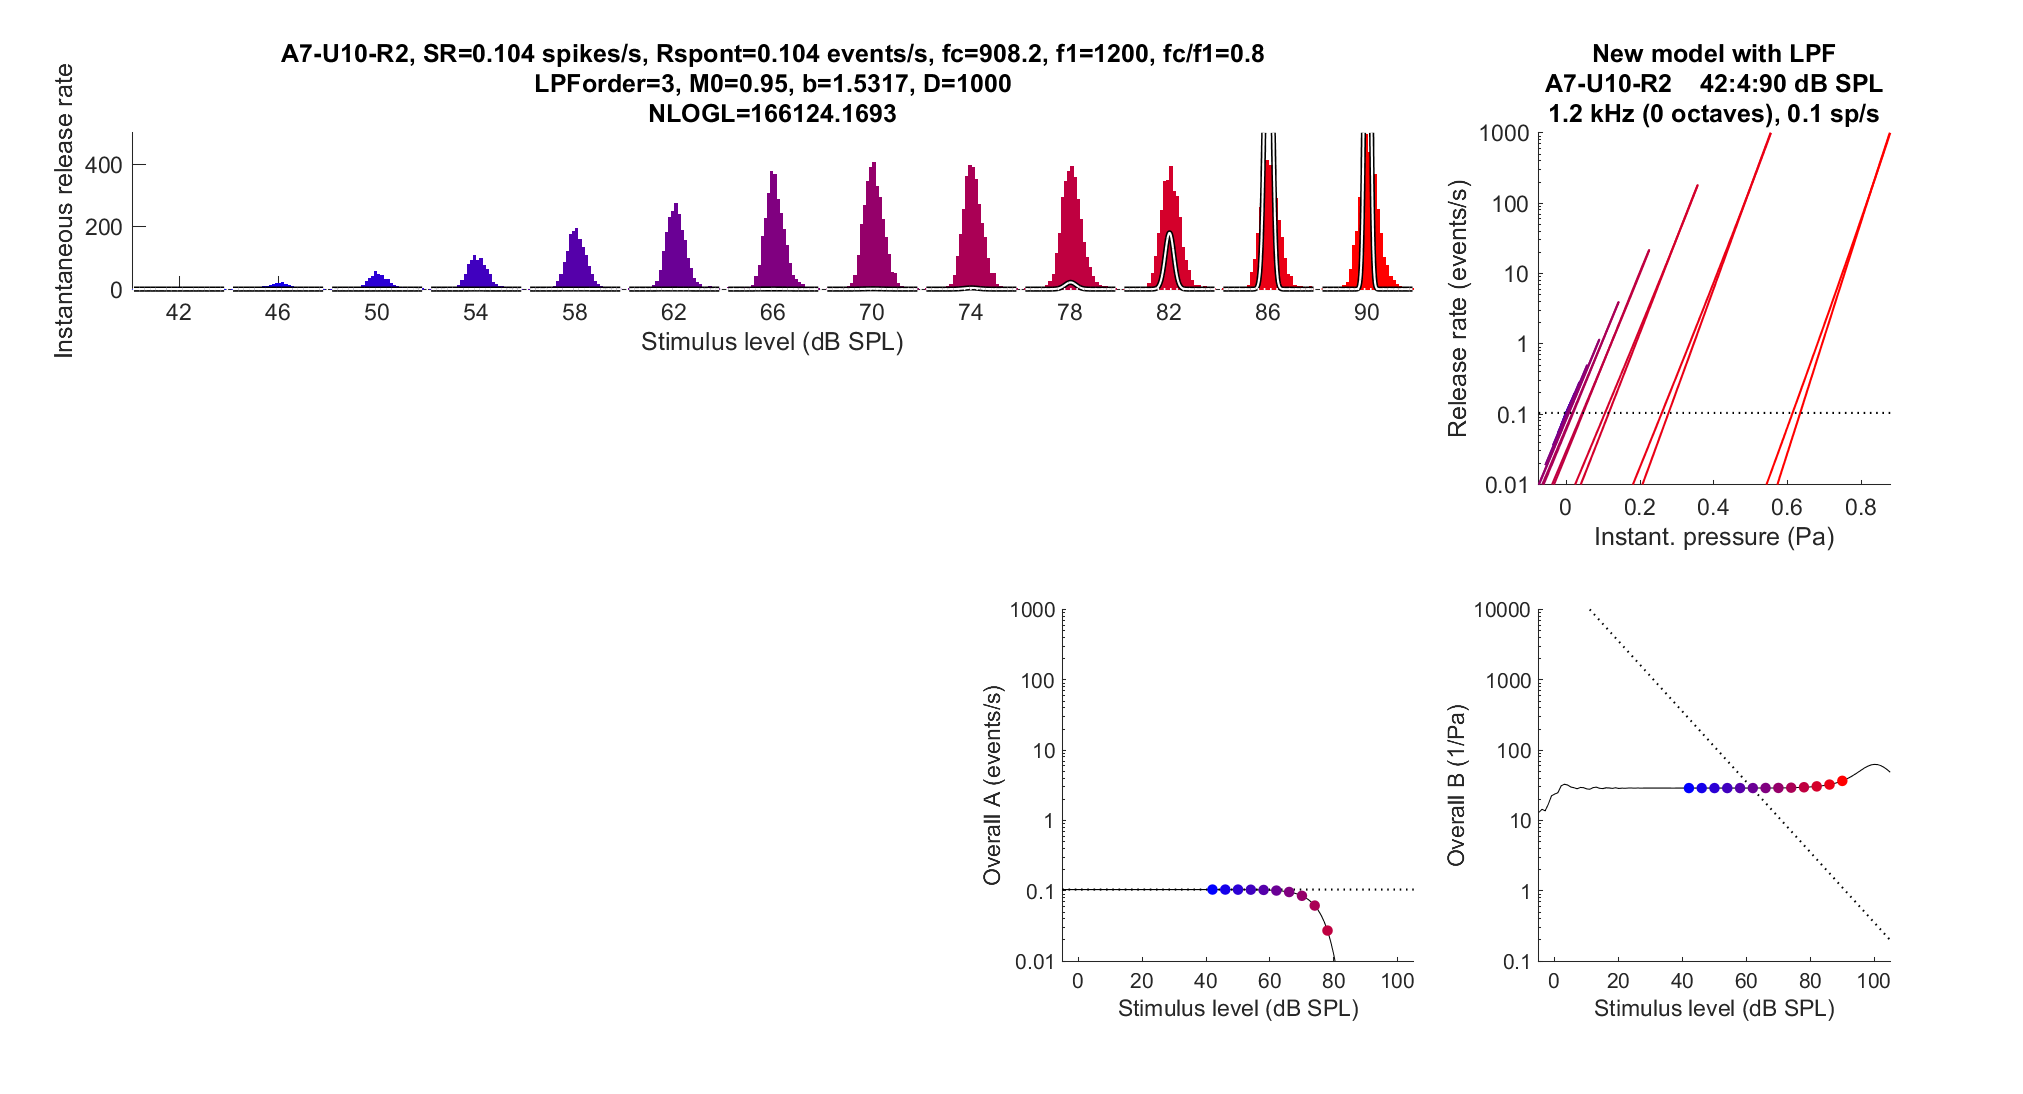 A7-U10-R2, SR=0.104 spikes/s, Rspont=0.104 events/s, fc=908.2, f1=1200, fc/f1=0.8
LPForder=3, M0=0.95, b=1.5317, D=1000
NLOGL=166124.1693
Instantaneous release rate
400
200
0
42 46 50 54 58 62 66 70 74 78 82 86 90
Stimulus level (dB SPL)
New model with LPF
A7-U10-R2 42:4:90 dB SPL
1.2 kHz (0 octaves), 0.1 sp/s
Release rate (events/s)
1000
100
10
1
0.1
0.01
0 0.2 0.4 0.6 0.8
Instant. pressure (Pa)
Overall A (events/s)
1000
100
10
1
0.1
0.01
0 20 40 60 80 100
Stimulus level (dB SPL)
Overall B (1/Pa)
10000
1000
100
10
1
0.1
0 20 40 60 80 100
Stimulus level (dB SPL)